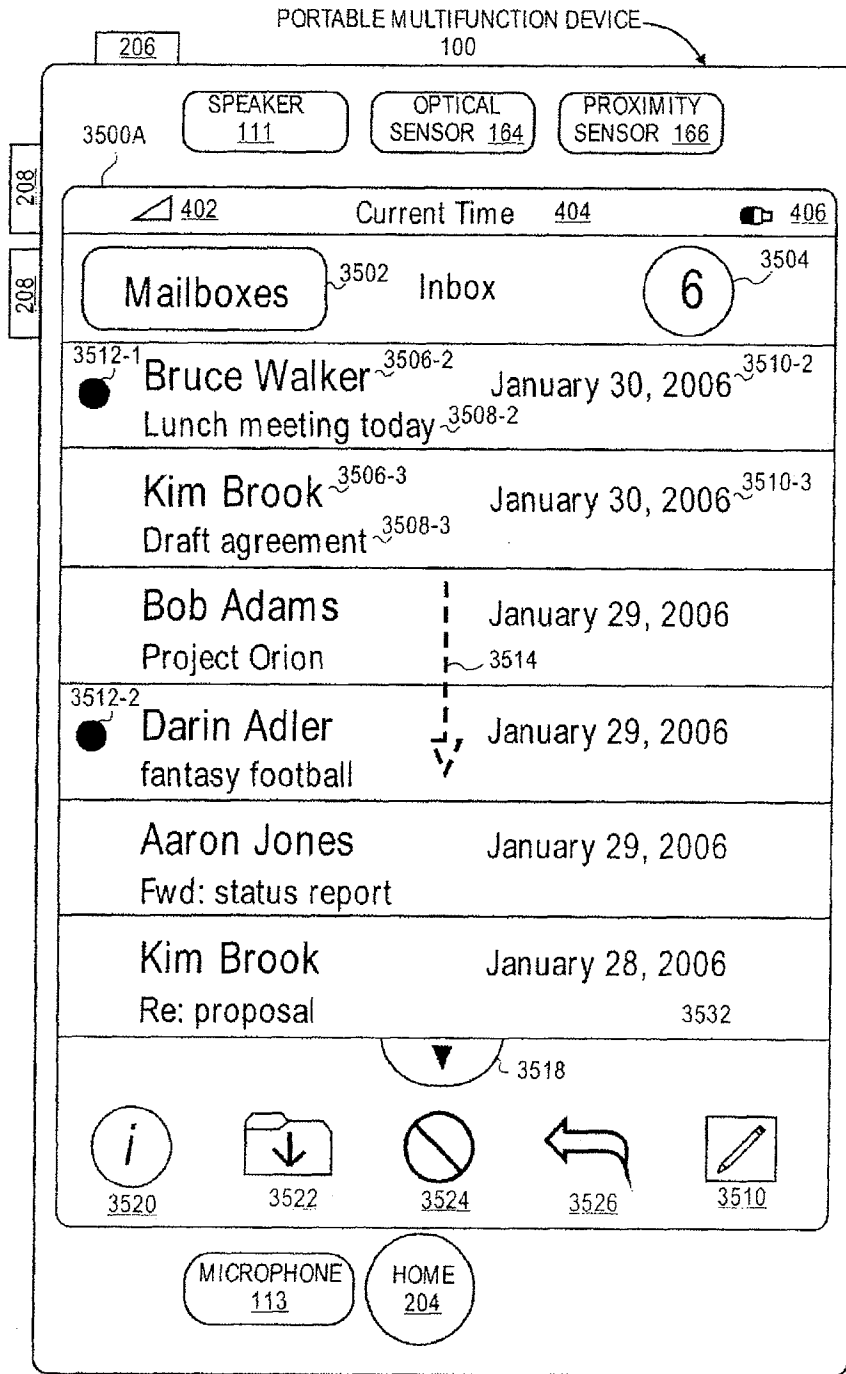 PORTABLE MULTIFUNCTION DEVICE
100
206
SPEAKER
111
OPTICAL
SENSOR 164
PROXIMITY
SENSOR 166
3500A
208
208
402 Current Time 404 406
Mailboxes 3502 Inbox 6 3504
3512-1
Bruce Walker 3506-2 January 30, 2006 3510-2
Lunch meeting today 3508-2
Kim Brook 3506-3 January 30, 2006 3510-3
Draft agreement 3508-3
Bob Adams January 29, 2006
Project Orion 3514
3512-2
Darin Adler January 29, 2006
fantasy football
Aaron Jones January 29, 2006
Fwd: status report
Kim Brook January 28, 2006
Re: proposal 3532
3518
i
3520 3522 3524 3526 3510
MICROPHONE
113
HOME
204